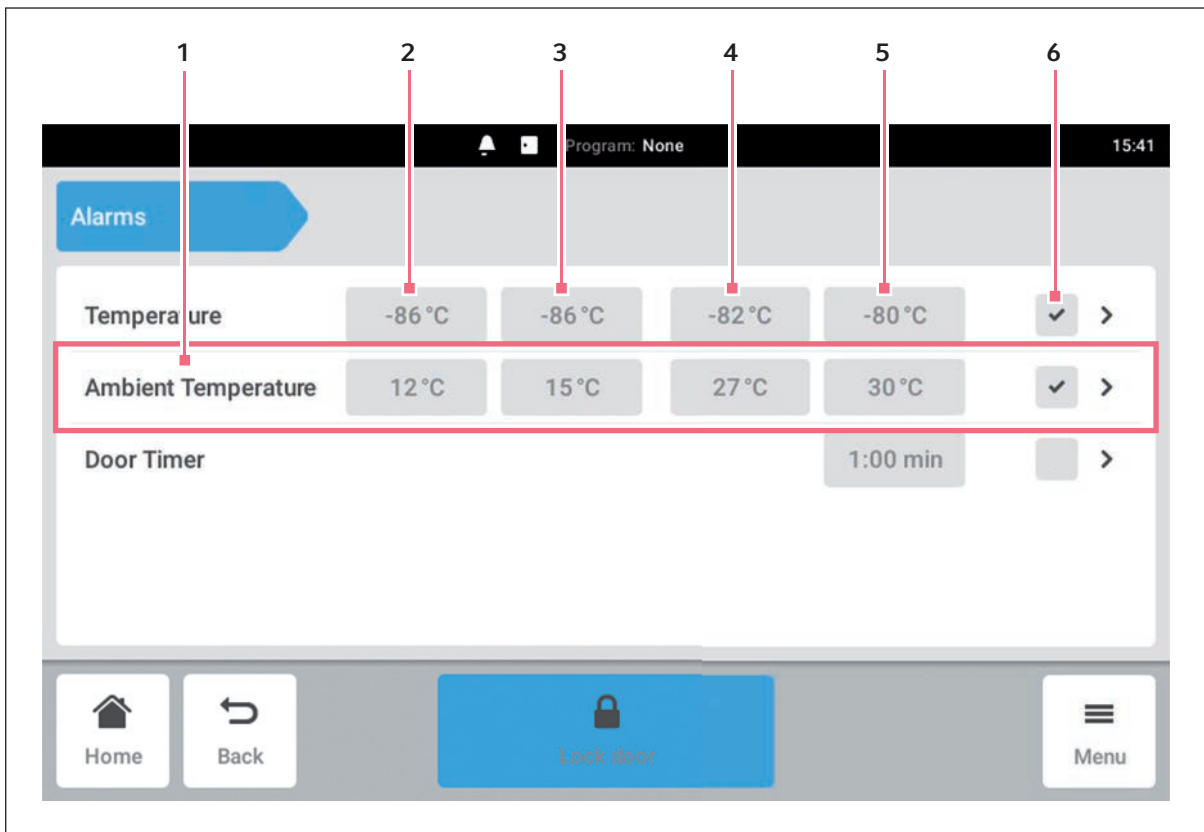 1 2 3 4 5 6
Program: None 15:41
Alarms
Temperature -86 °C -86 °C -82 °C -80 °C
Ambient Temperature 12 °C 15 °C 27 °C 30 °C
Door Timer 1:00 min
Lock door
Home Back Menu